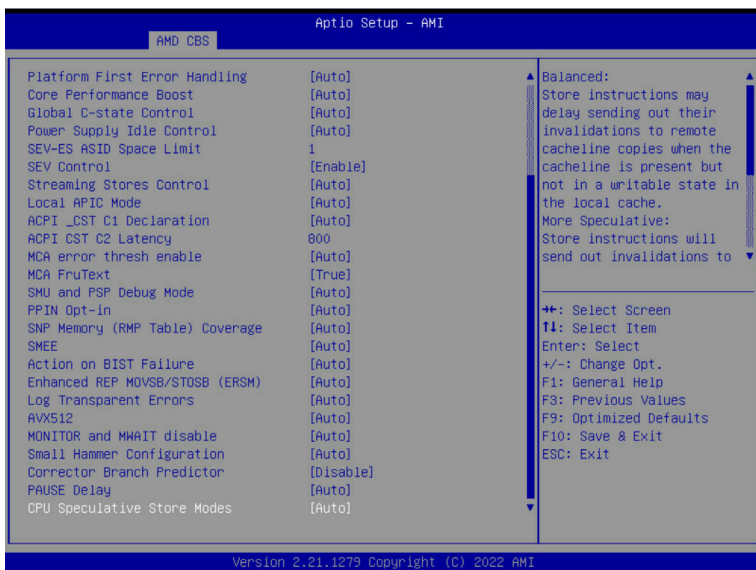 Aptio Setup – AMI
AMD CBS
Platform First Error Handling [Auto]
Core Performance Boost [Auto]
Global C-state Control [Auto]
Power Supply Idle Control [Auto]
SEV-ES ASID Space Limit 1
SEV Control [Enable]
Streaming Stores Control [Auto]
Local APIC Mode [Auto]
ACPI _CST C1 Declaration [Auto]
ACPI CST C2 Latency 800
MCA error thresh enable [Auto]
MCA FruText [True]
SMU and PSP Debug Mode [Auto]
PPIN Opt-in [Auto]
SNP Memory (RMP Table) Coverage [Auto]
SMEE [Auto]
Action on BIST Failure [Auto]
Enhanced REP MOVSB/STOSB (ERSM) [Auto]
Log Transparent Errors [Auto]
AVX512 [Auto]
MONITOR and MWAIT disable [Auto]
Small Hammer Configuration [Auto]
Corrector Branch Predictor [Disable]
PAUSE Delay [Auto]
CPU Speculative Store Modes [Auto]
Balanced:
Store instructions may
delay sending out their
invalidations to remote
cacheline copies when the
cacheline is present but
not in a writable state in
the local cache.
More Speculative:
Store instructions will
send out invalidations to
→←: Select Screen
↑↓: Select Item
Enter: Select
+/-: Change Opt.
F1: General Help
F3: Previous Values
F9: Optimized Defaults
F10: Save & Exit
ESC: Exit
Version 2.21.1279 Copyright (C) 2022 AMI